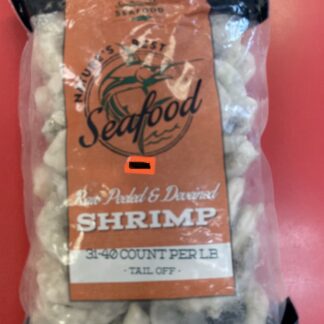 SEAFOOD
NATURE'S BEST
Seafood
Raw Peeled & Deveined
SHRIMP
31-40 COUNT PER LB
- TAIL OFF -